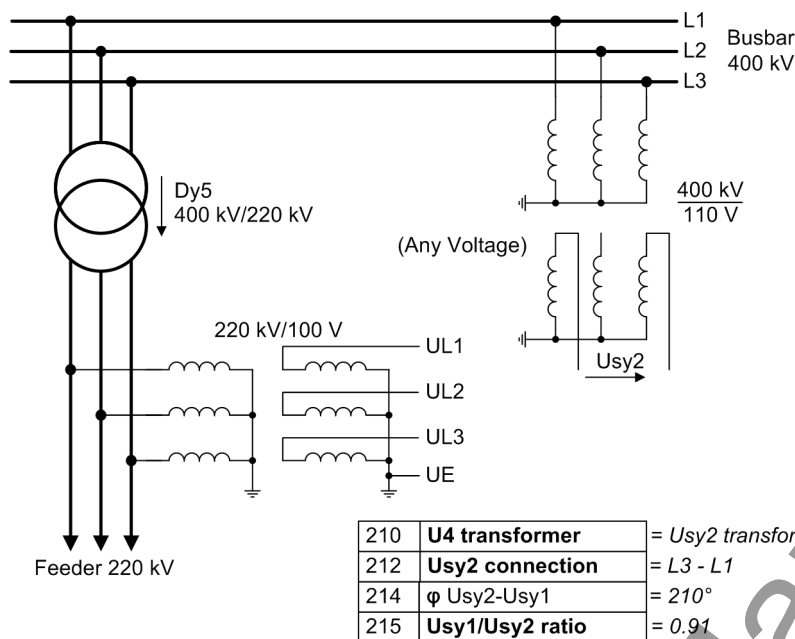 L1
L2
L3
Busbar
400 kV
Dy5
400 kV/220 kV
400 kV
110 V
(Any Voltage)
Usy2
220 kV/100 V
UL1
UL2
UL3
UE
Feeder 220 kV
210 U4 transformer = Usy2 transfor
212 Usy2 connection = L3 - L1
214 φ Usy2-Usy1 = 210°
215 Usy1/Usy2 ratio = 0.91